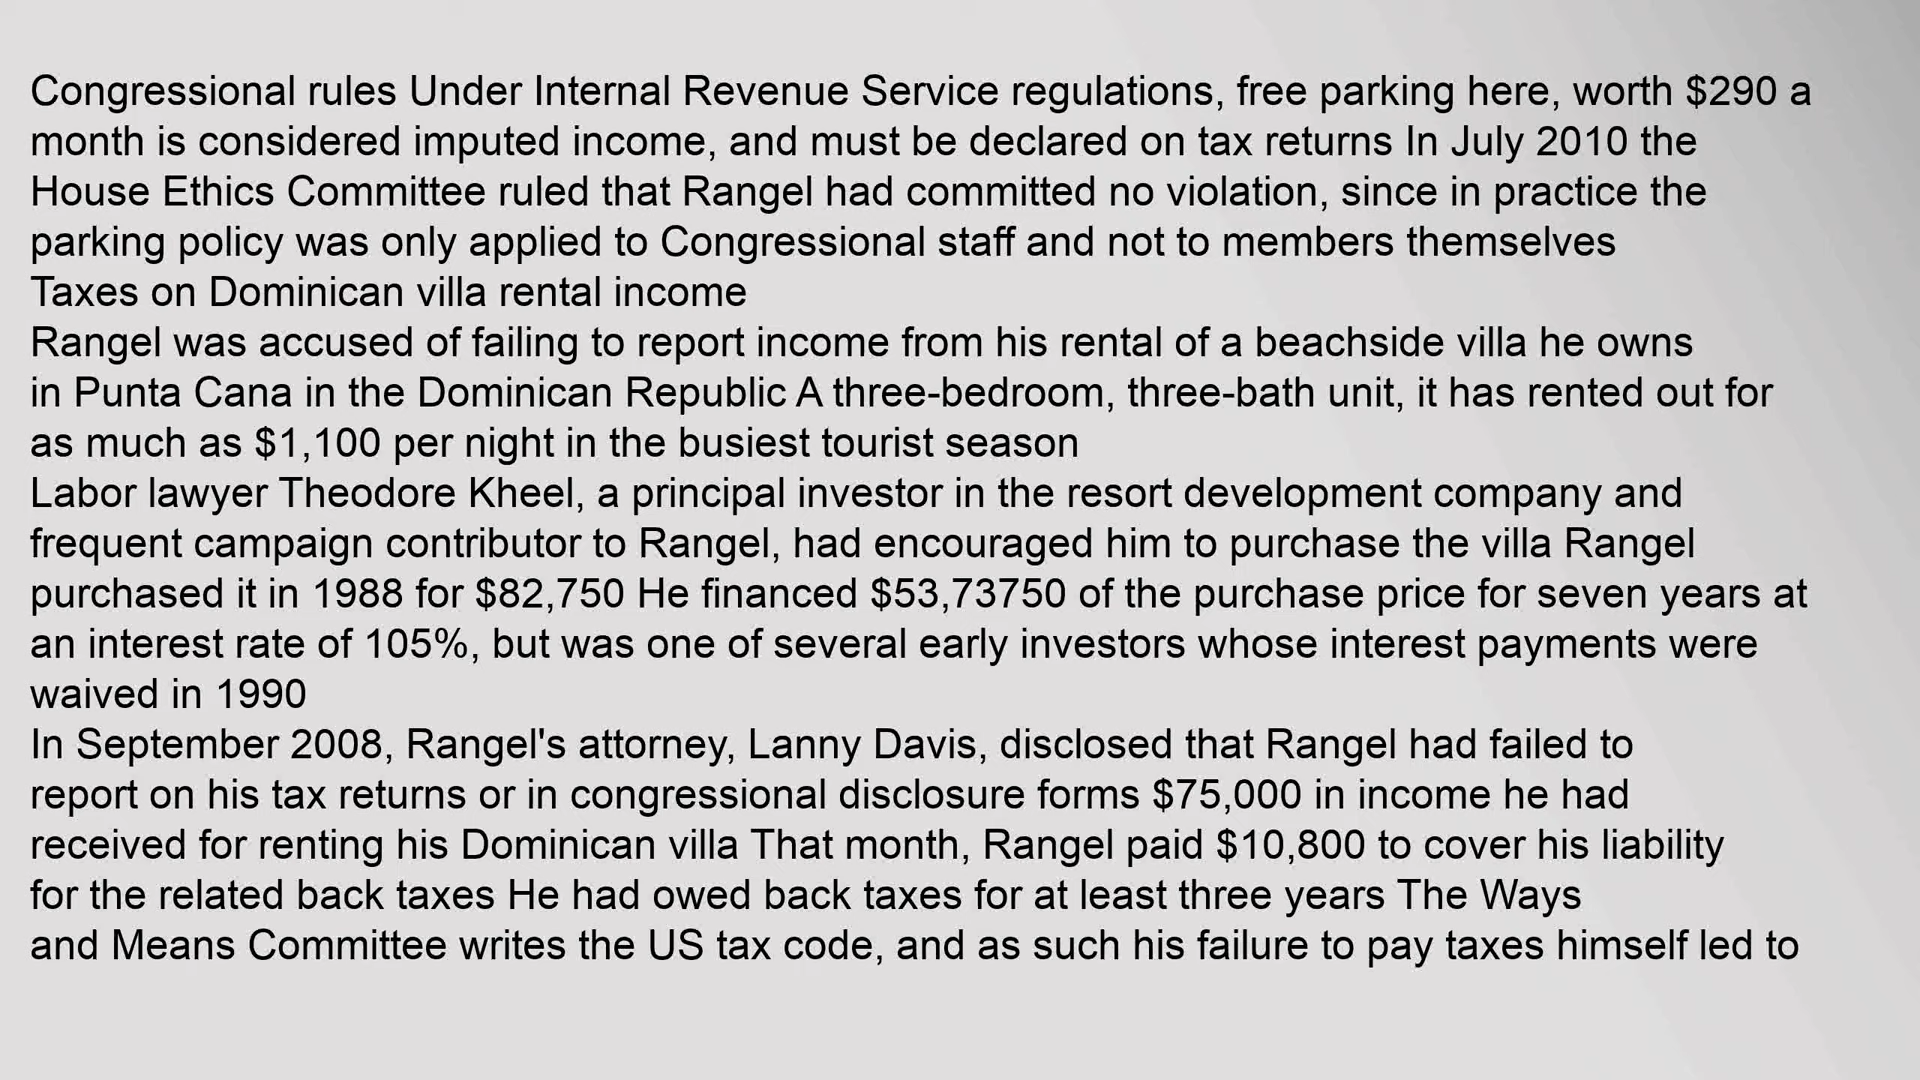 Congressional rules Under Internal Revenue Service regulations, free parking here, worth $290 a
month is considered imputed income, and must be declared on tax returns In July 2010 the
House Ethics Committee ruled that Rangel had committed no violation, since in practice the
parking policy was only applied to Congressional staff and not to members themselves
Taxes on Dominican villa rental income
Rangel was accused of failing to report income from his rental of a beachside villa he owns
in Punta Cana in the Dominican Republic A three-bedroom, three-bath unit, it has rented out for
as much as $1,100 per night in the busiest tourist season
Labor lawyer Theodore Kheel, a principal investor in the resort development company and
frequent campaign contributor to Rangel, had encouraged him to purchase the villa Rangel
purchased it in 1988 for $82,750 He financed $53,73750 of the purchase price for seven years at
an interest rate of 105%, but was one of several early investors whose interest payments were
waived in 1990
In September 2008, Rangel's attorney, Lanny Davis, disclosed that Rangel had failed to
report on his tax returns or in congressional disclosure forms $75,000 in income he had
received for renting his Dominican villa That month, Rangel paid $10,800 to cover his liability
for the related back taxes He had owed back taxes for at least three years The Ways
and Means Committee writes the US tax code, and as such his failure to pay taxes himself led to